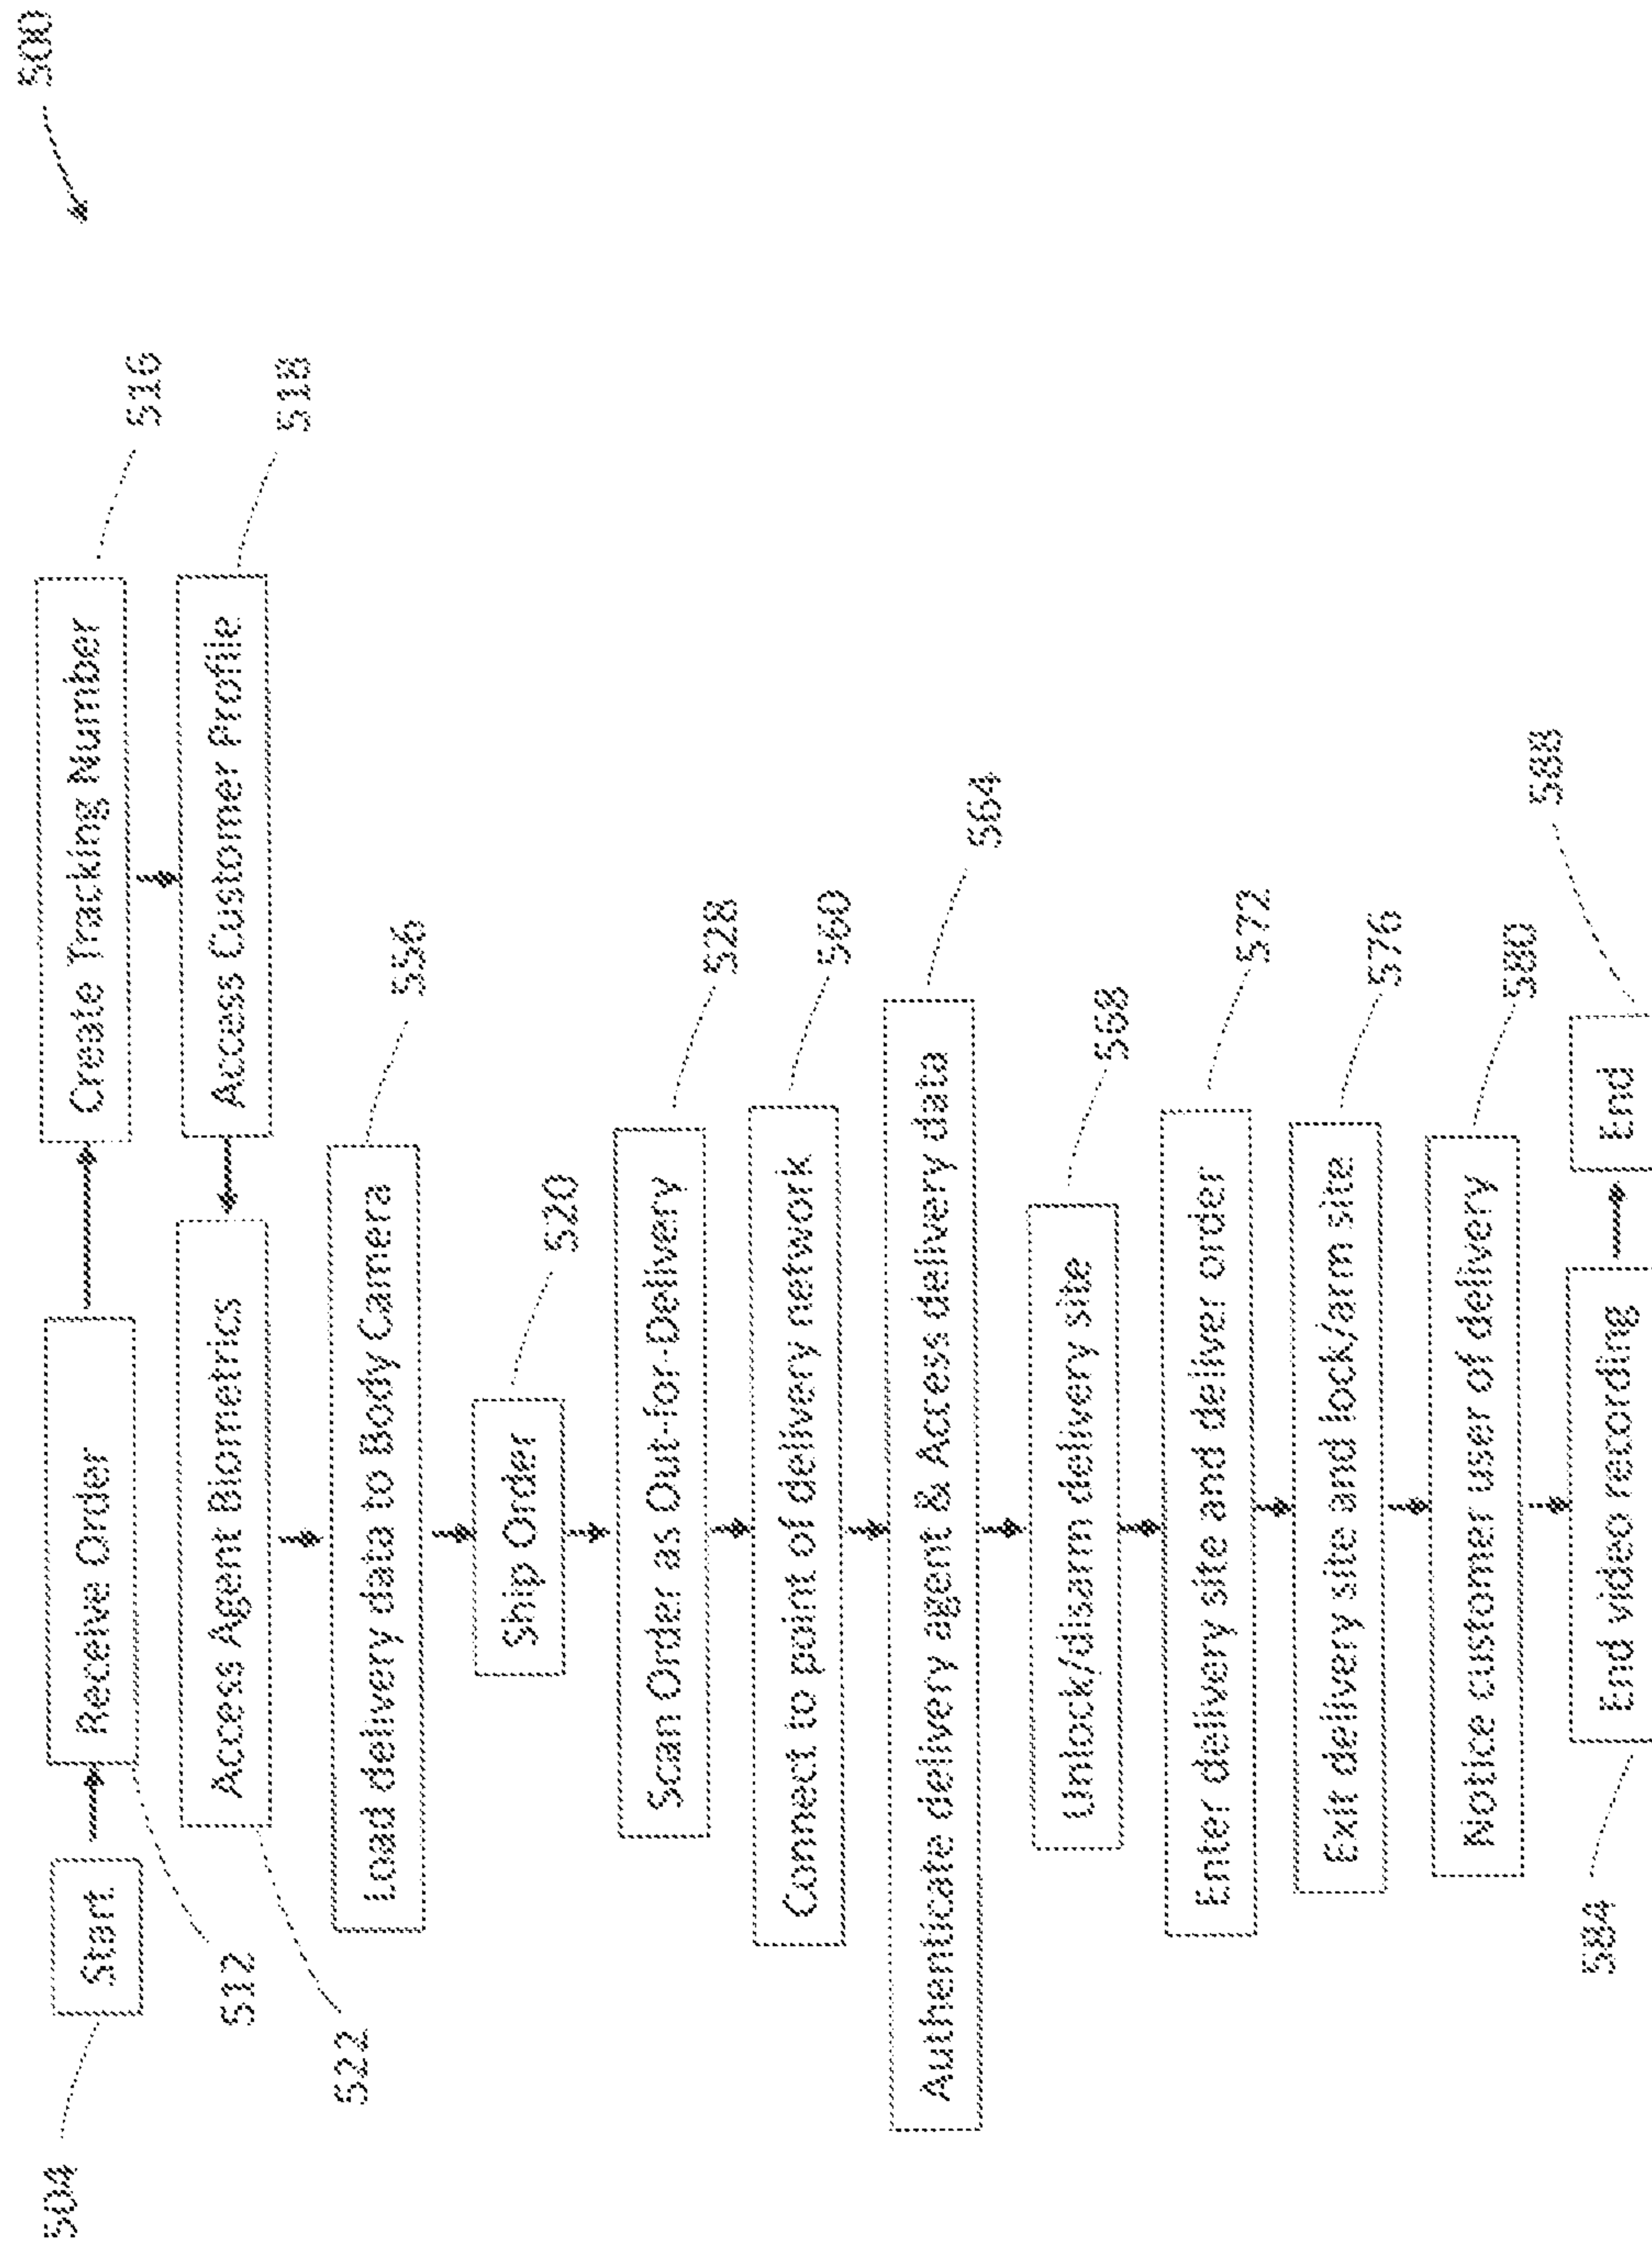 500
504
Start
Receive Order
512
Create Tracking Number
516
Access Customer Profile
518
Access Agent Biometrics
522
Load delivery data to Body Camera
556
Ship Order
520
Scan Order as Out-for-Delivery
528
Connect to point of delivery network
560
Authenticate delivery agent & Access delivery data
564
Unlock/disarm delivery site
568
Enter delivery site and deliver order
572
Exit delivery site and lock/arm site
576
Notice customer user of delivery
580
End video recording
584
End
588